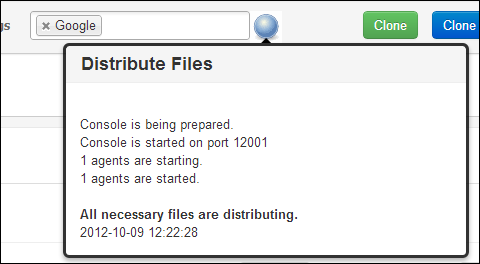 gs
× Google
Clone
Clone
Distribute Files
Console is being prepared.
Console is started on port 12001
1 agents are starting.
1 agents are started.
All necessary files are distributing.
2012-10-09 12:22:28